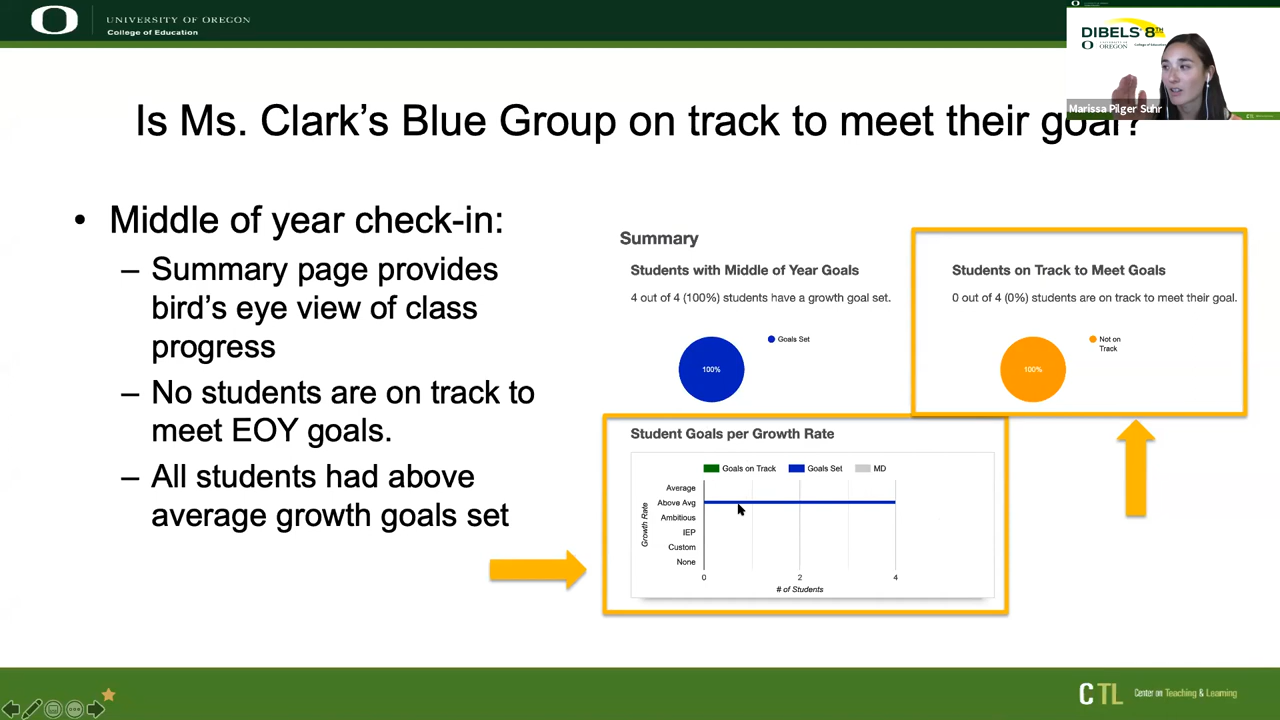 UNIVERSITY OF OREGON
College of Education
DIBELS 8TH
Marissa Pilger Suhr
Is Ms. Clark's Blue Group on track to meet their goal?
• Middle of year check-in:
– Summary page provides
bird's eye view of class
progress
– No students are on track to
meet EOY goals.
– All students had above
average growth goals set
Summary
Students with Middle of Year Goals
4 out of 4 (100%) students have a growth goal set.
100%
Goals Set
Students on Track to Meet Goals
0 out of 4 (0%) students are on track to meet their goal.
100%
Not on
Track
Student Goals per Growth Rate
Goals on Track Goals Set MD
Growth Rate
Average
Above Avg
Ambitious
IEP
Custom
None
0 2 4
# of Students
CTL Center on Teaching & Learning